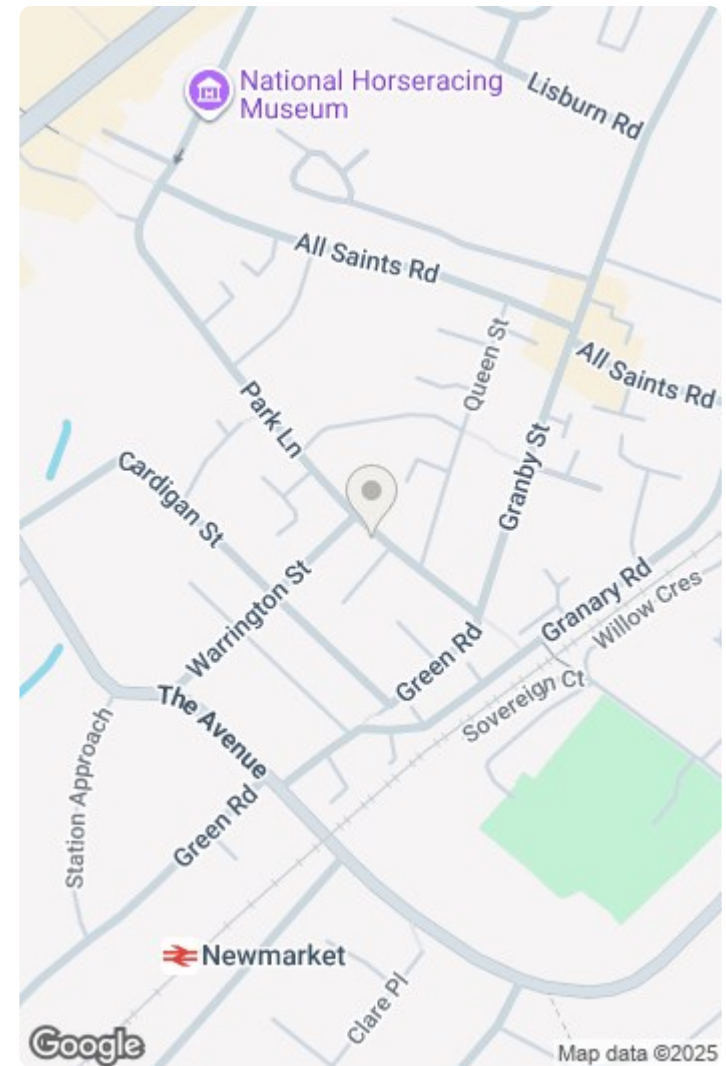 National Horseracing
Museum
Lisburn Rd
All Saints Rd
Queen St
All Saints Rd
Park Ln
Granby St
Cardigan St
Warrington St
Granary Rd
Willow Cres
Green Rd
Sovereign Ct
The Avenue
Station Approach
Green Rd
Newmarket
Clare Pl
Google
Map data ©2025